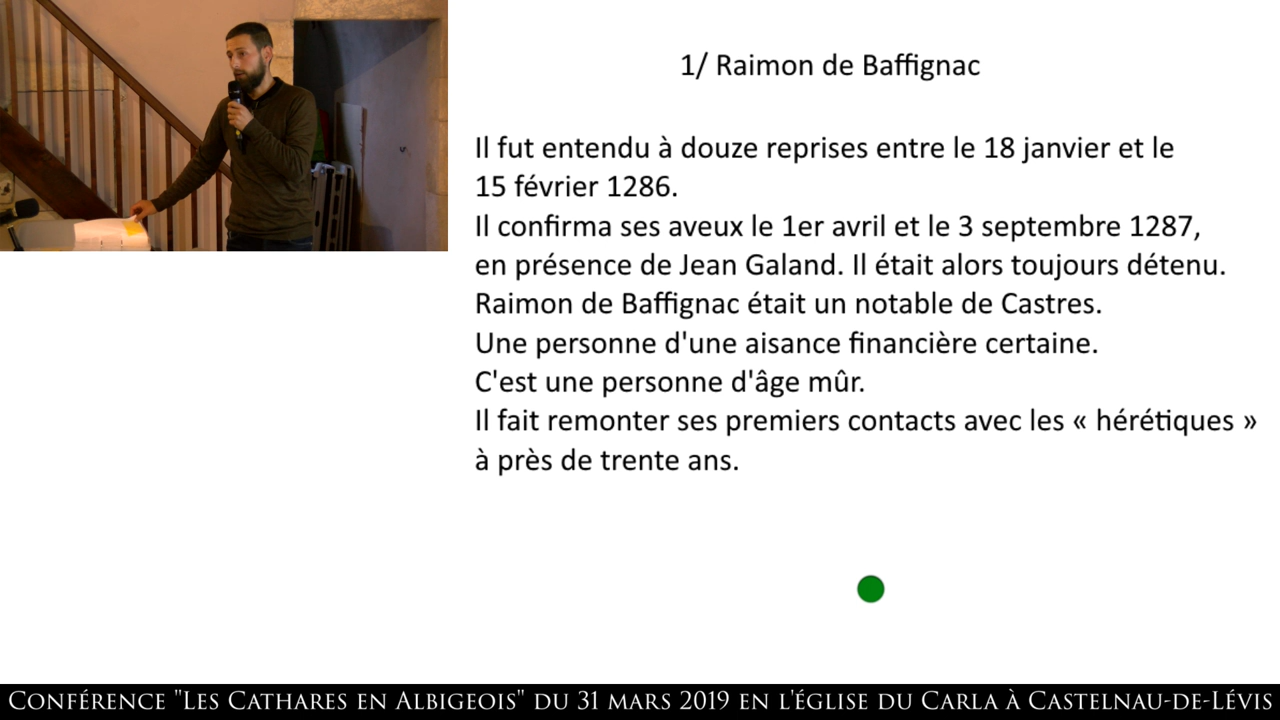 1/ Raimon de Baffignac
Il fut entendu à douze reprises entre le 18 janvier et le
15 février 1286.
Il confirma ses aveux le 1er avril et le 3 septembre 1287,
en présence de Jean Galand. Il était alors toujours détenu.
Raimon de Baffignac était un notable de Castres.
Une personne d'une aisance financière certaine.
C'est une personne d'âge mûr.
Il fait remonter ses premiers contacts avec les « hérétiques »
à près de trente ans.
Conférence "Les Cathares en Albigeois" du 31 mars 2019 en l'église du Carla à Castelnau-de-Lévis